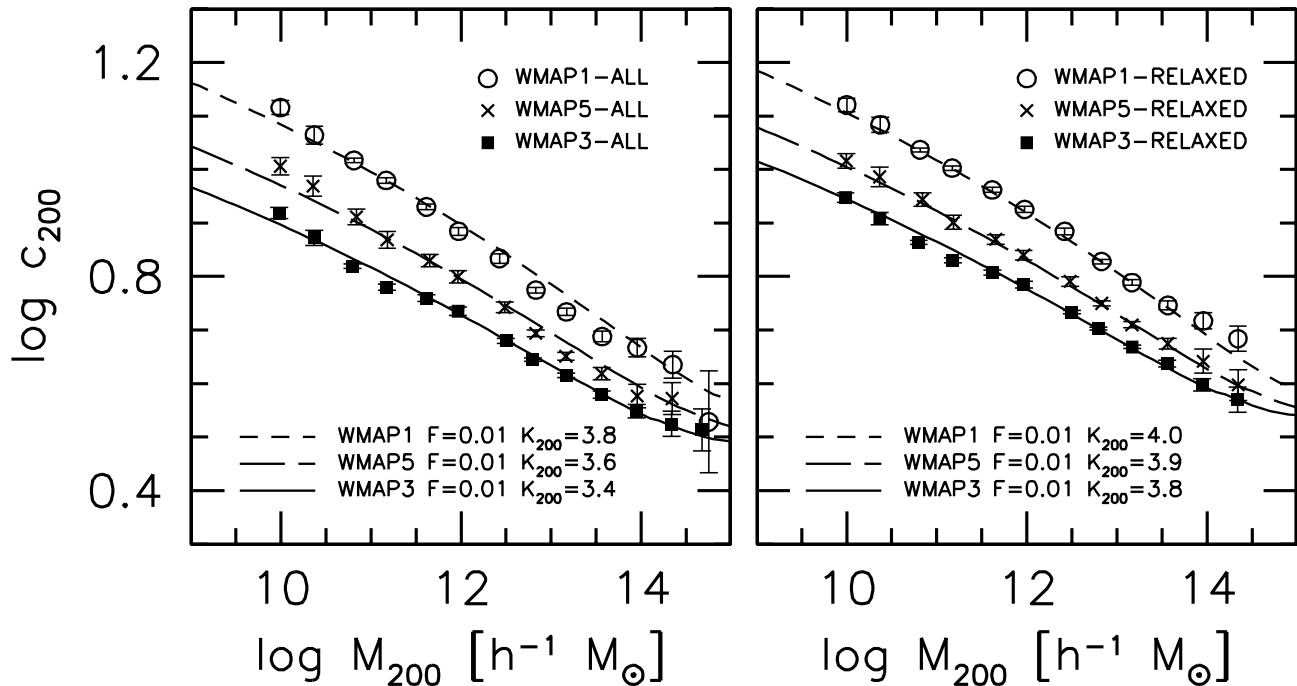 log c₂₀₀
1.2
0.8
0.4
WMAP1-ALL
WMAP5-ALL
WMAP3-ALL
WMAP1 F=0.01 K₂₀₀=3.8
WMAP5 F=0.01 K₂₀₀=3.6
WMAP3 F=0.01 K₂₀₀=3.4
10 12 14
log M₂₀₀ [h⁻¹ M☉]
WMAP1-RELAXED
WMAP5-RELAXED
WMAP3-RELAXED
WMAP1 F=0.01 K₂₀₀=4.0
WMAP5 F=0.01 K₂₀₀=3.9
WMAP3 F=0.01 K₂₀₀=3.8
10 12 14
log M₂₀₀ [h⁻¹ M☉]